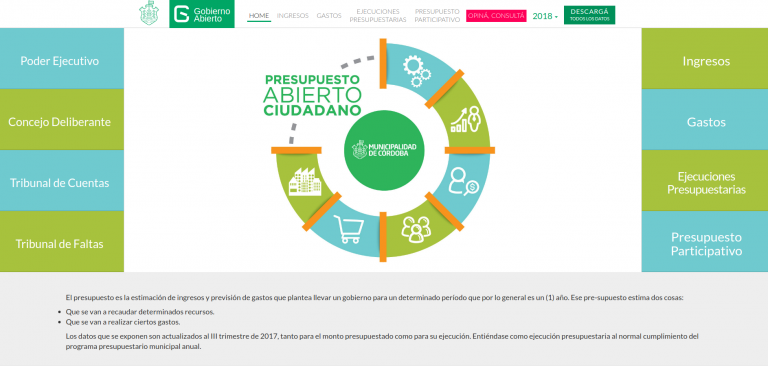 Gobierno
Abierto
HOME
INGRESOS
GASTOS
EJECUCIONES
PRESUPUESTARIAS
PRESUPUESTO
PARTICIPATIVO
OPINÁ, CONSULTÁ
2018
DESCARGÁ
TODOS LOS DATOS
Poder Ejecutivo
Concejo Deliberante
Tribunal de Cuentas
Tribunal de Faltas
PRESUPUESTO
ABIERTO
CIUDADANO
MUNICIPALIDAD
DE CÓRDOBA
Ingresos
Gastos
Ejecuciones
Presupuestarias
Presupuesto
Participativo
El presupuesto es la estimación de ingresos y previsión de gastos que plantea llevar un gobierno para un determinado período que por lo general es un (1) año. Ese pre-supuesto estima dos cosas:
• Que se van a recaudar determinados recursos.
• Que se van a realizar ciertos gastos.
Los datos que se exponen son actualizados al III trimestre de 2017, tanto para el monto presupuestado como para su ejecución. Entiéndase como ejecución presupuestaria al normal cumplimiento del
programa presupuestario municipal anual.